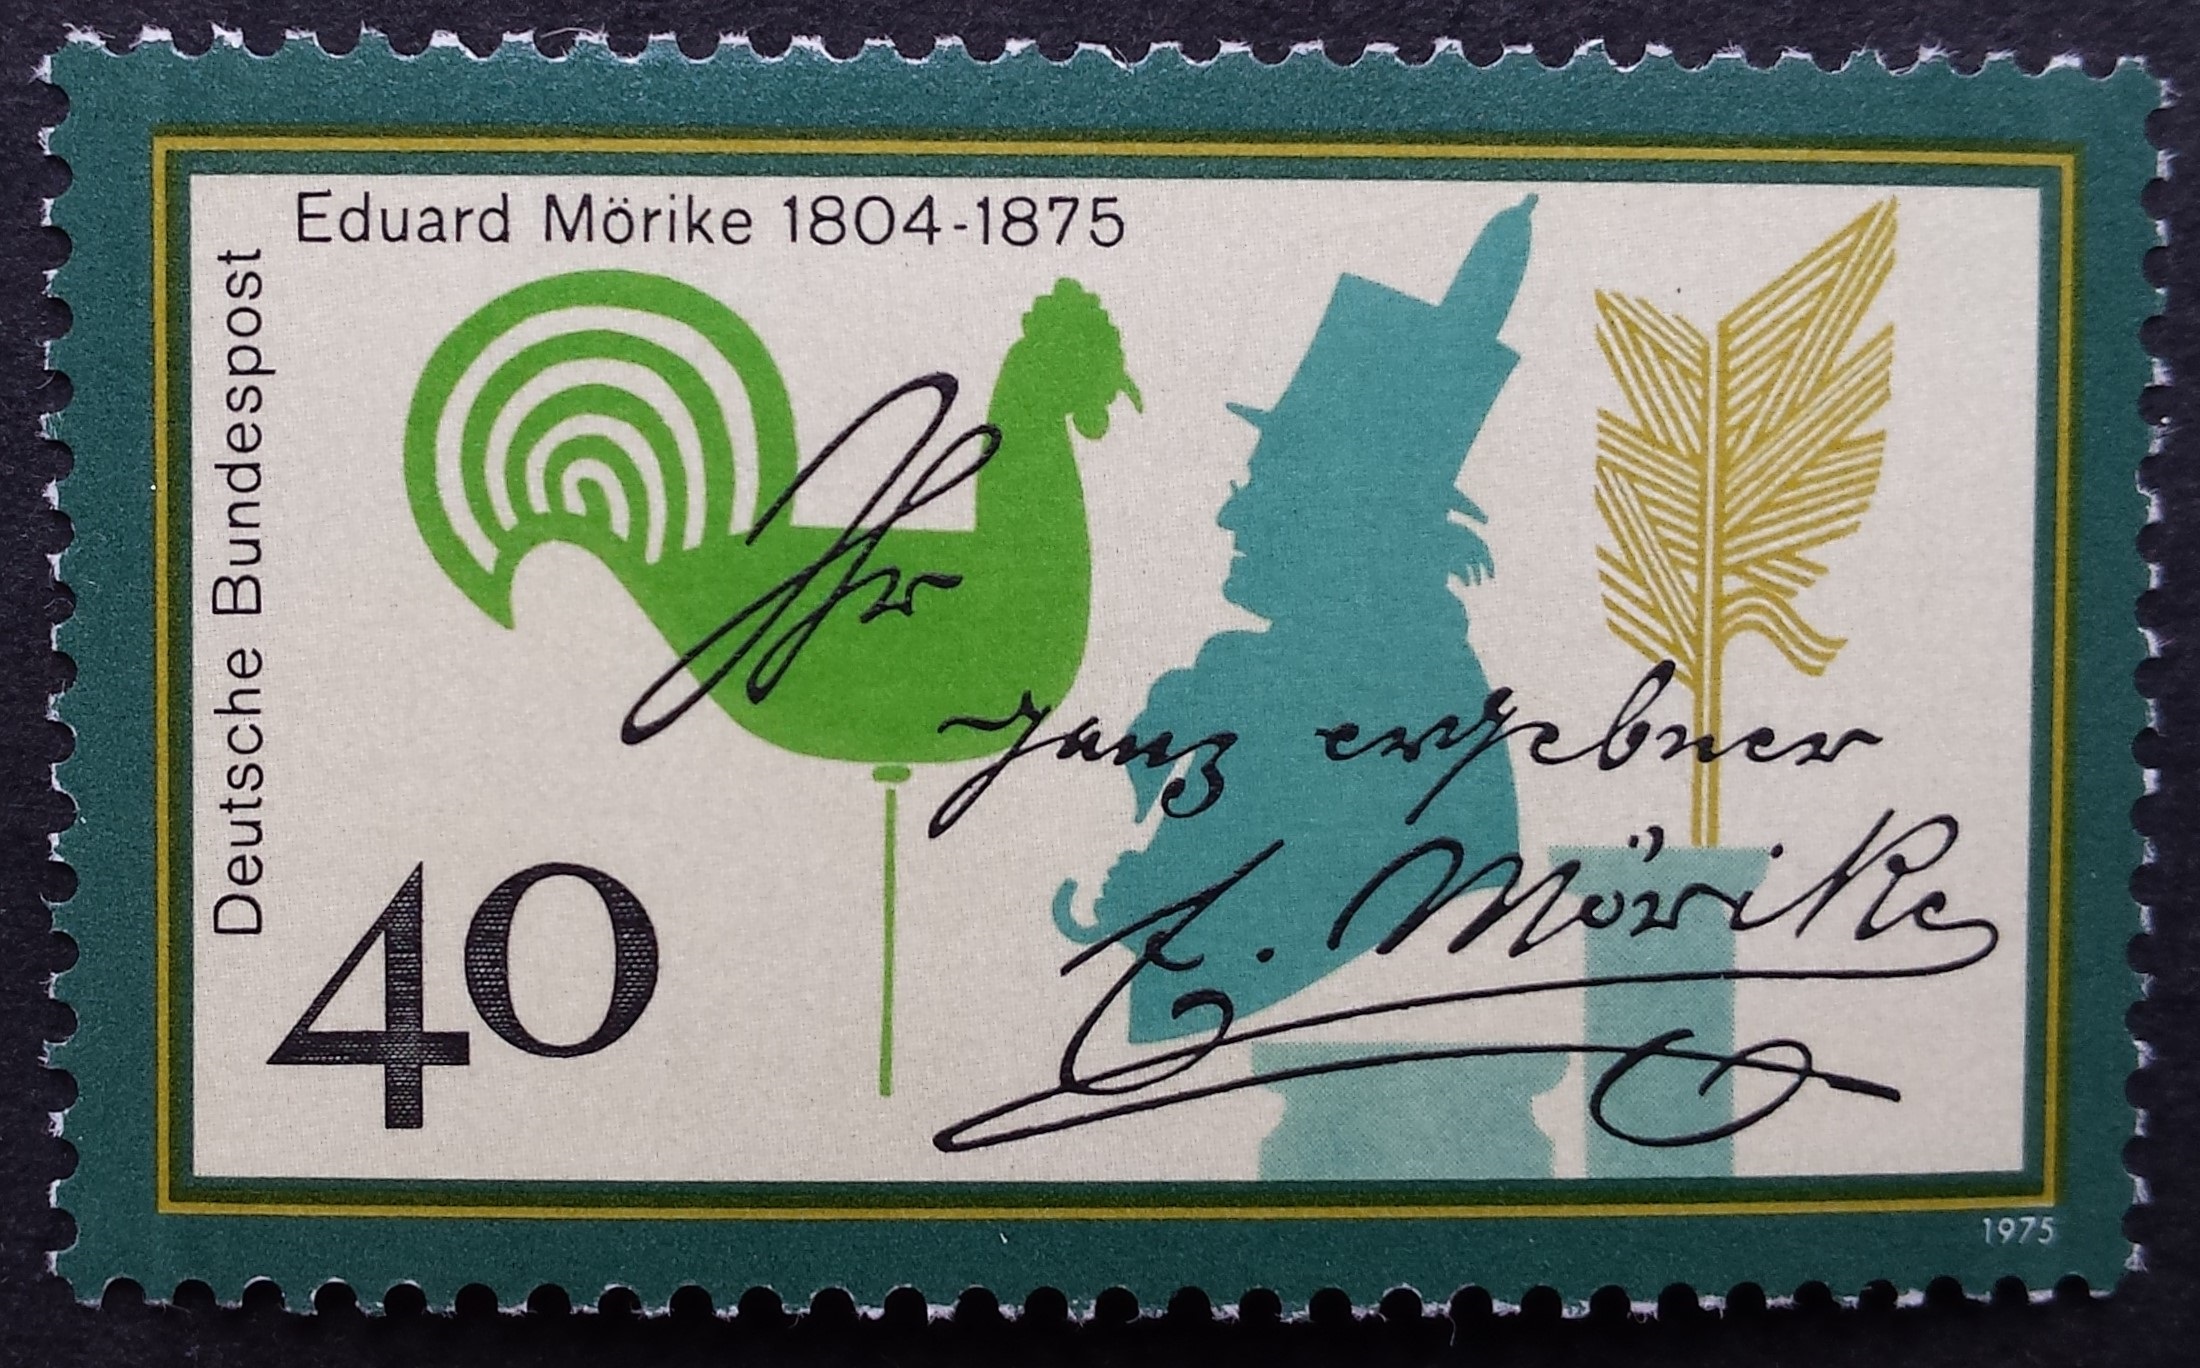 Eduard Mörike 1804-1875
Deutsche Bundespost
Ihr
ganz ergebner
E. Mörike
40
1975